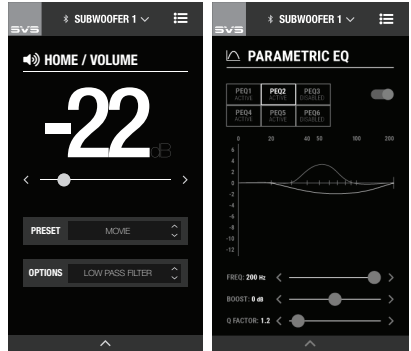 SVS
SUBWOOFER 1
HOME / VOLUME
-22
dB
PRESET MOVIE
OPTIONS LOW PASS FILTER
SVS
SUBWOOFER 1
PARAMETRIC EQ
PEQ1 PEQ2 PEQ3
ACTIVE ACTIVE DISABLED
PEQ4 PEQ5 PEQ6
ACTIVE ACTIVE DISABLED
0 20 40 50 100 200
6
4
2
0
-2
-4
-6
-8
-10
-12
FREQ: 200 Hz
BOOST: 0 dB
Q FACTOR: 1.2